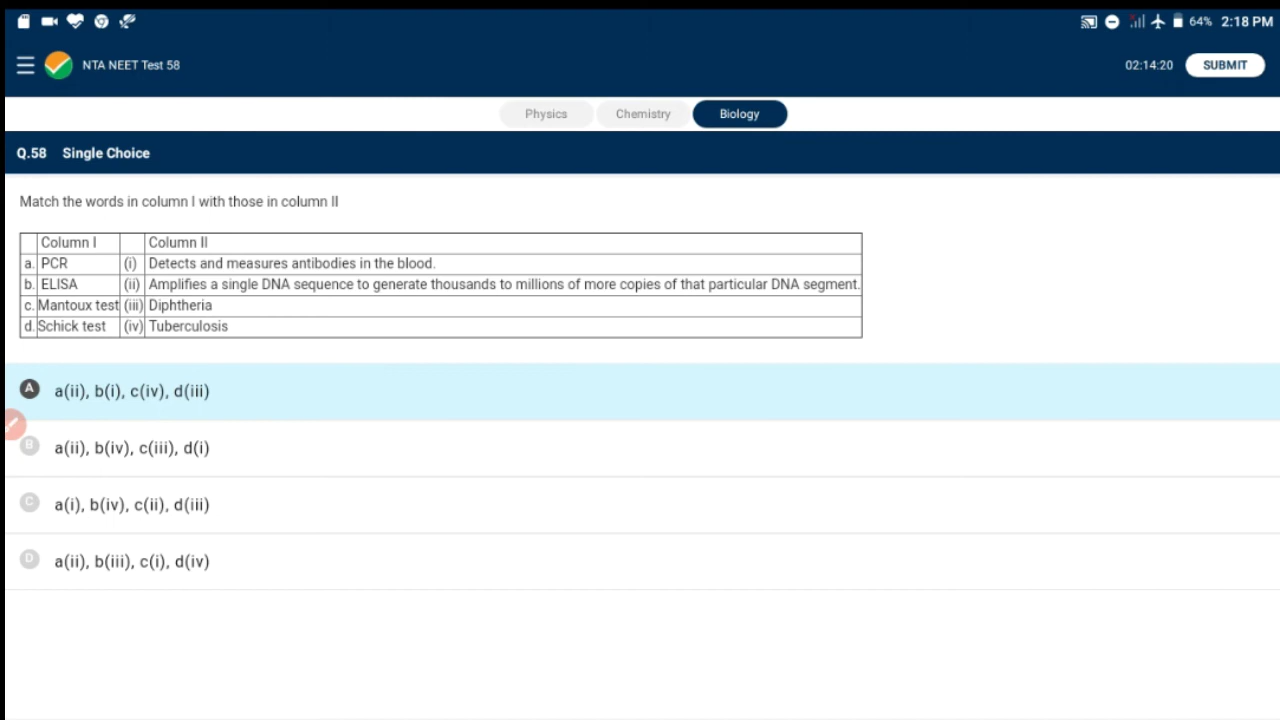 64% 2:18 PM
NTA NEET Test 58
02:14:20 SUBMIT
Physics Chemistry Biology
Q.58 Single Choice
Match the words in column I with those in column II
Column I Column II
a. PCR (i) Detects and measures antibodies in the blood.
b. ELISA (ii) Amplifies a single DNA sequence to generate thousands to millions of more copies of that particular DNA segment.
c. Mantoux test (iii) Diphtheria
d. Schick test (iv) Tuberculosis
A a(ii), b(i), c(iv), d(iii)
B a(ii), b(iv), c(iii), d(i)
C a(i), b(iv), c(ii), d(iii)
D a(ii), b(iii), c(i), d(iv)